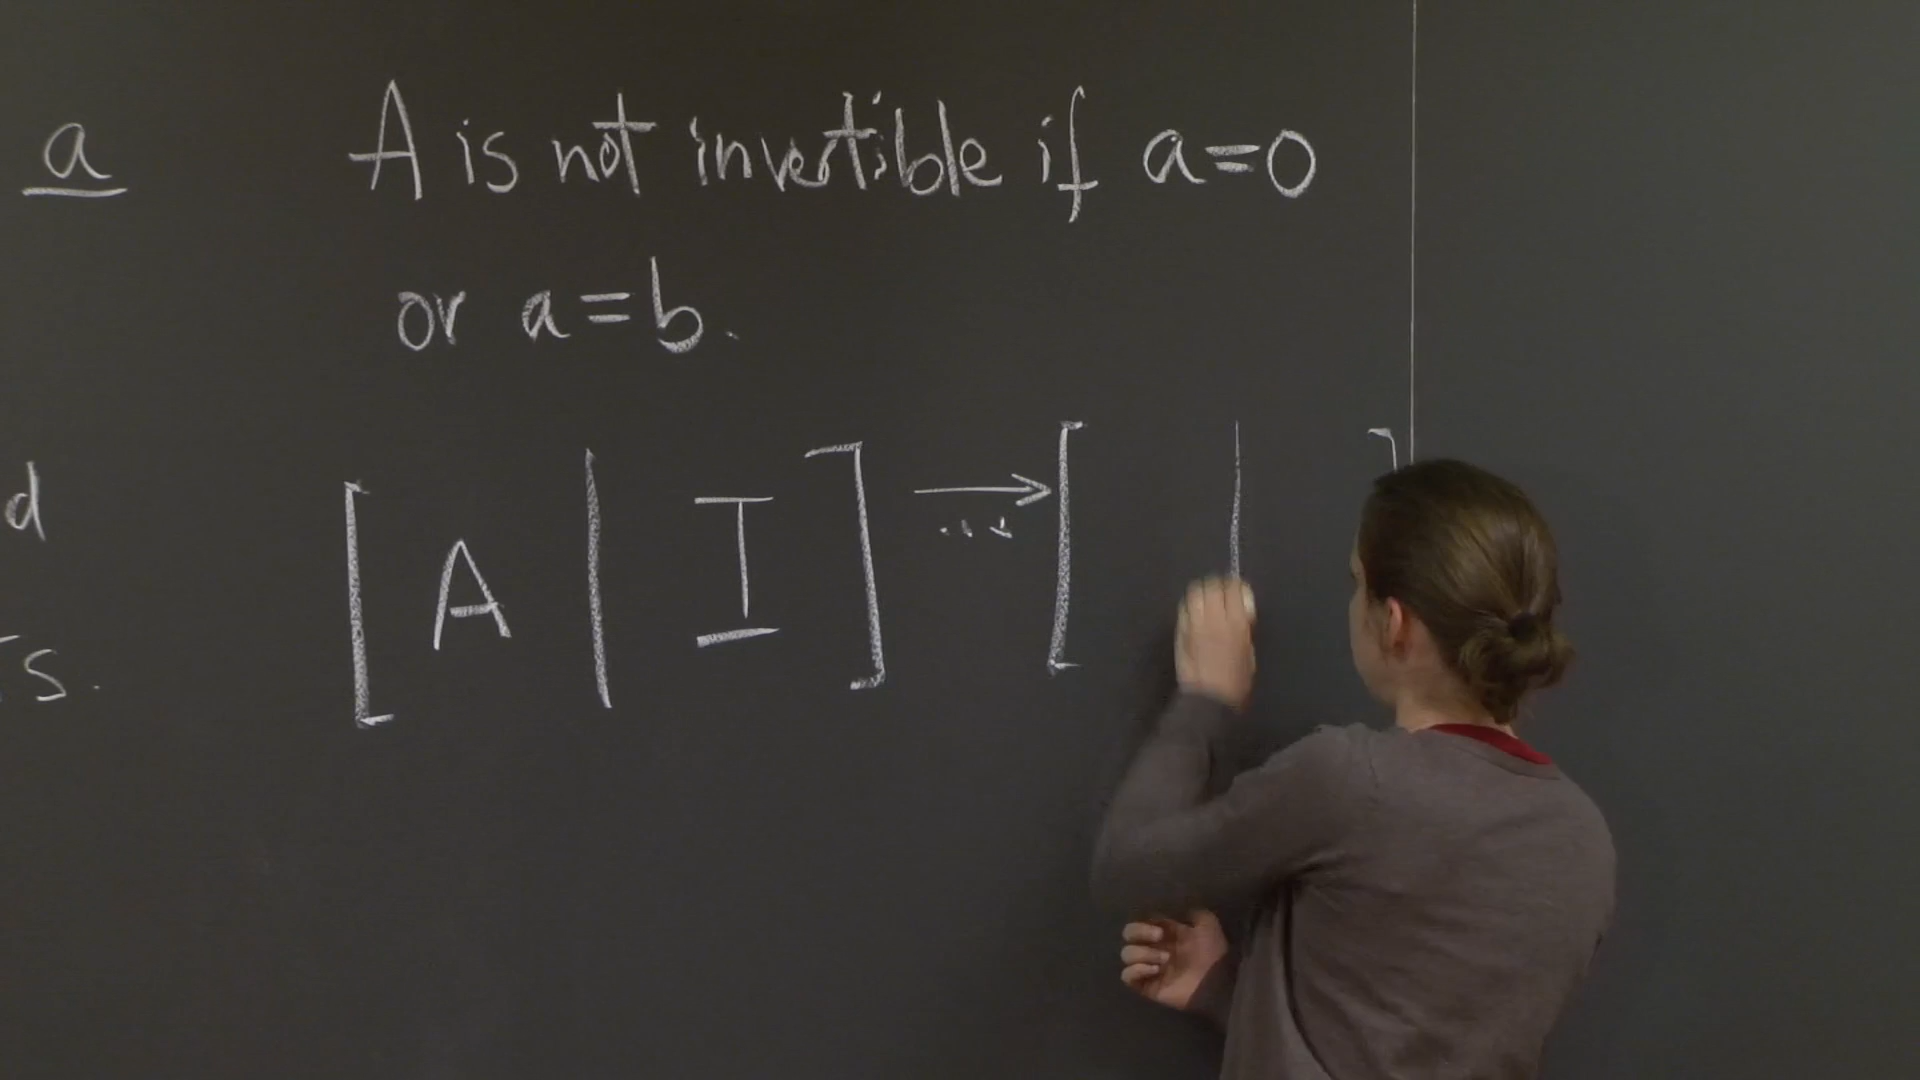 a
A is not invertible if a=0
or a=b.
d
[ A | I ] → [ | ]
...
s.